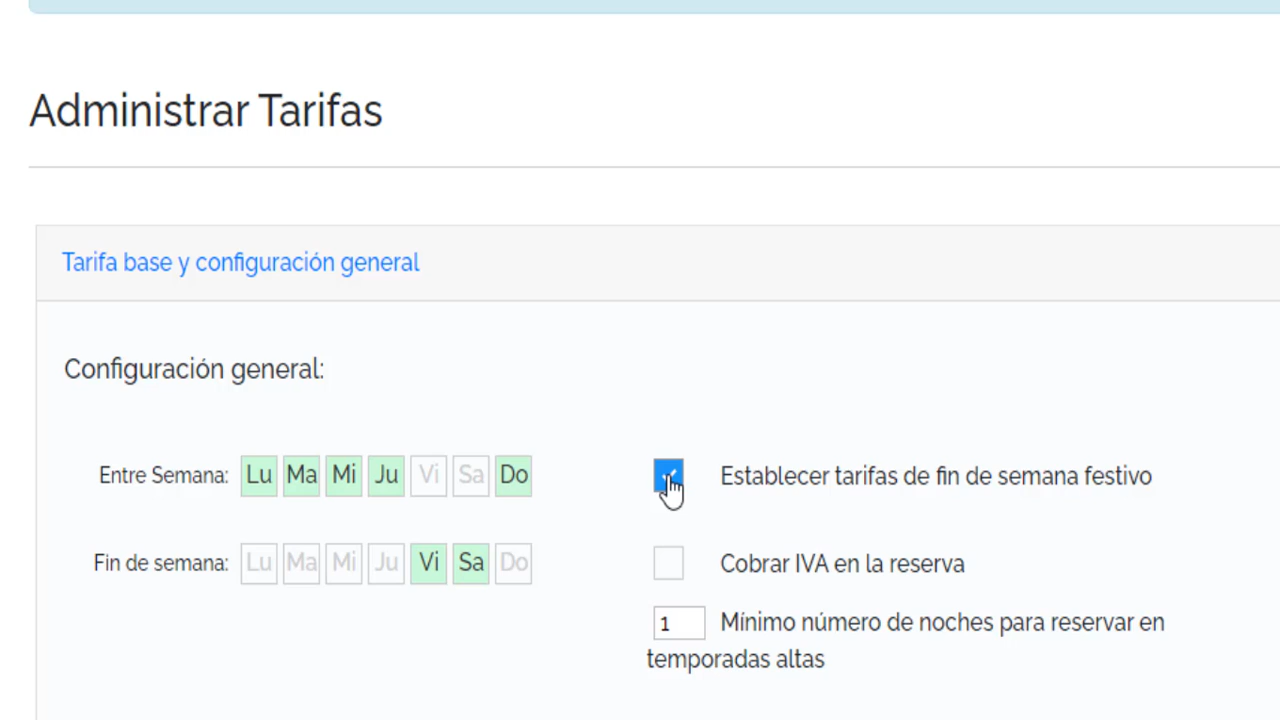 Administrar Tarifas
Tarifa base y configuración general
Configuración general:
Entre Semana: Lu Ma Mi Ju Vi Sa Do
Establecer tarifas de fin de semana festivo
Fin de semana: Lu Ma Mi Ju Vi Sa Do
Cobrar IVA en la reserva
1 Mínimo número de noches para reservar en
temporadas altas